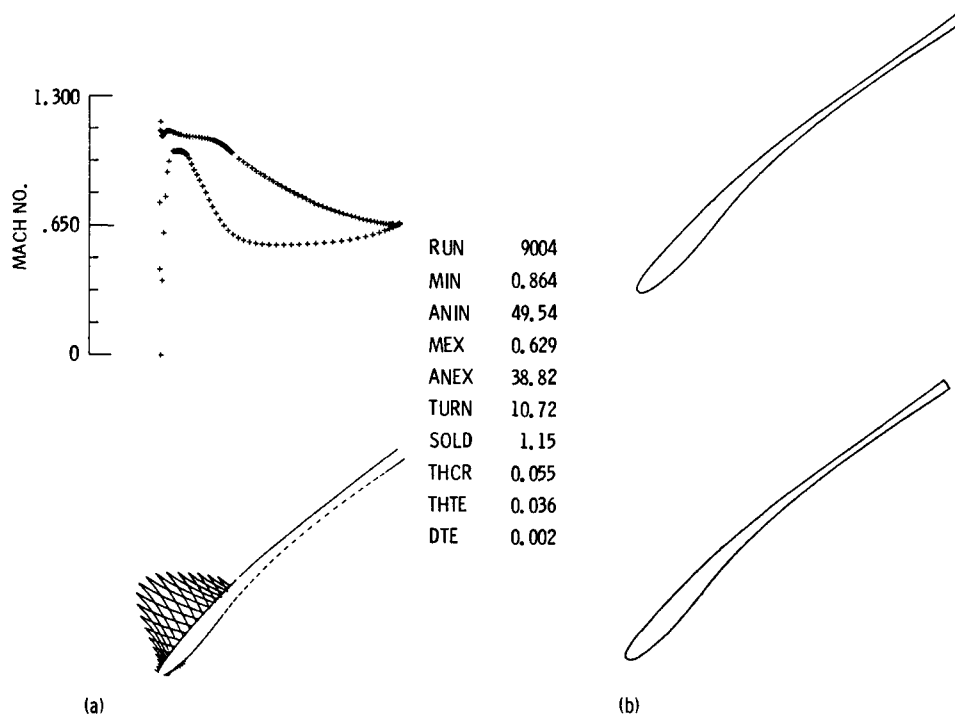 1.300
MACH NO.
.650
0
RUN 9004
MIN 0.864
ANIN 49.54
MEX 0.629
ANEX 38.82
TURN 10.72
SOLD 1.15
THCR 0.055
THTE 0.036
DTE 0.002
(a)
(b)